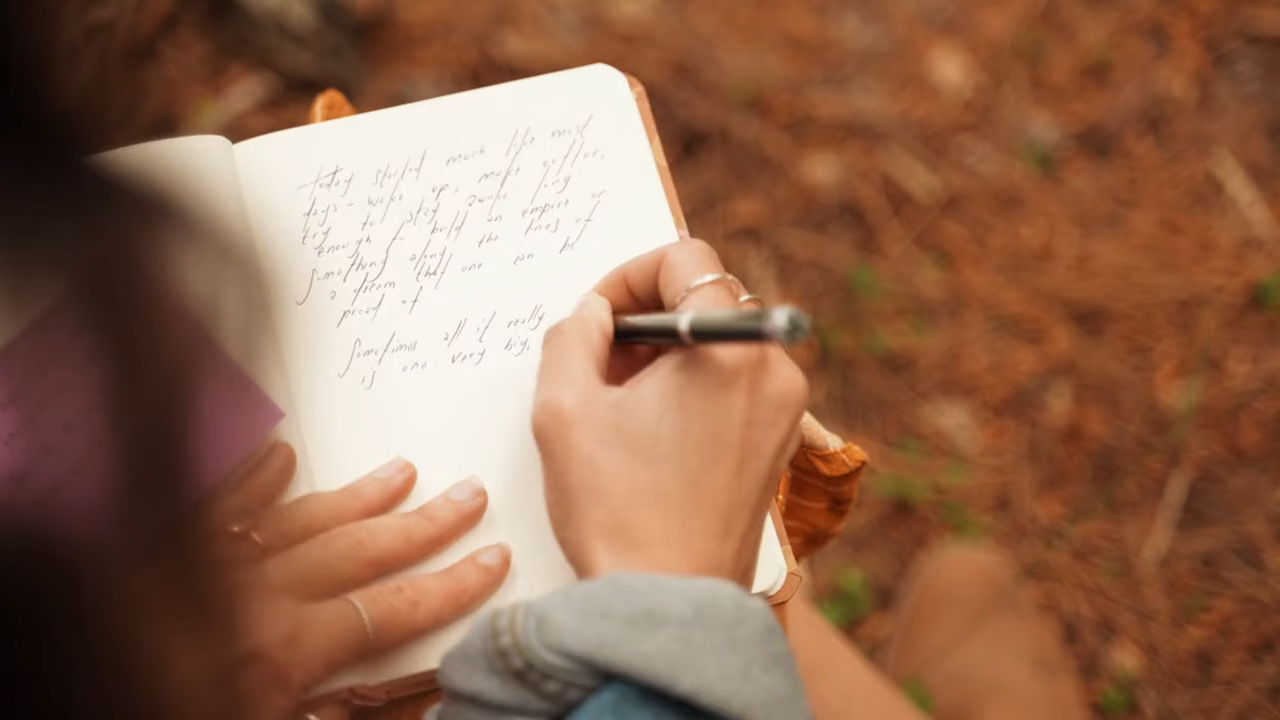 today started much like most
days - wake up, make coffee,
try to stay awake long
enough to build an empire or
something along the lines of
a dream that one can be
proud of
Sometimes all it really
is one very big,